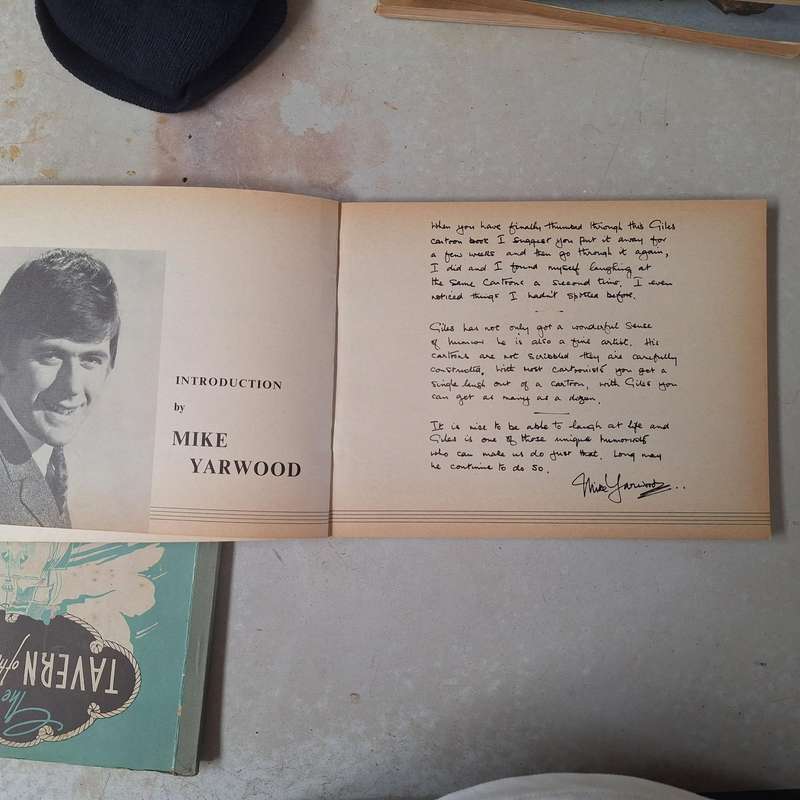 INTRODUCTION
by
MIKE
YARWOOD
When you have finally thumbed through this Giles
cartoon book I suggest you put it away for
a few weeks and then go through it again,
I did and I found myself laughing at
the same cartoons a second time. I even
noticed things I hadn't spotted before.
Giles has not only got a wonderful sense
of humour he is also a fine artist. His
cartoons are not scribbled they are carefully
constructed. With most cartoonists you get a
single laugh out of a cartoon, with Giles you
can get as many as a dozen.
It is nice to be able to laugh at life and
Giles is one of those unique humorists
who can make us do just that. Long may
he continue to do so.
Mike Yarwood
The
TAVERN of the